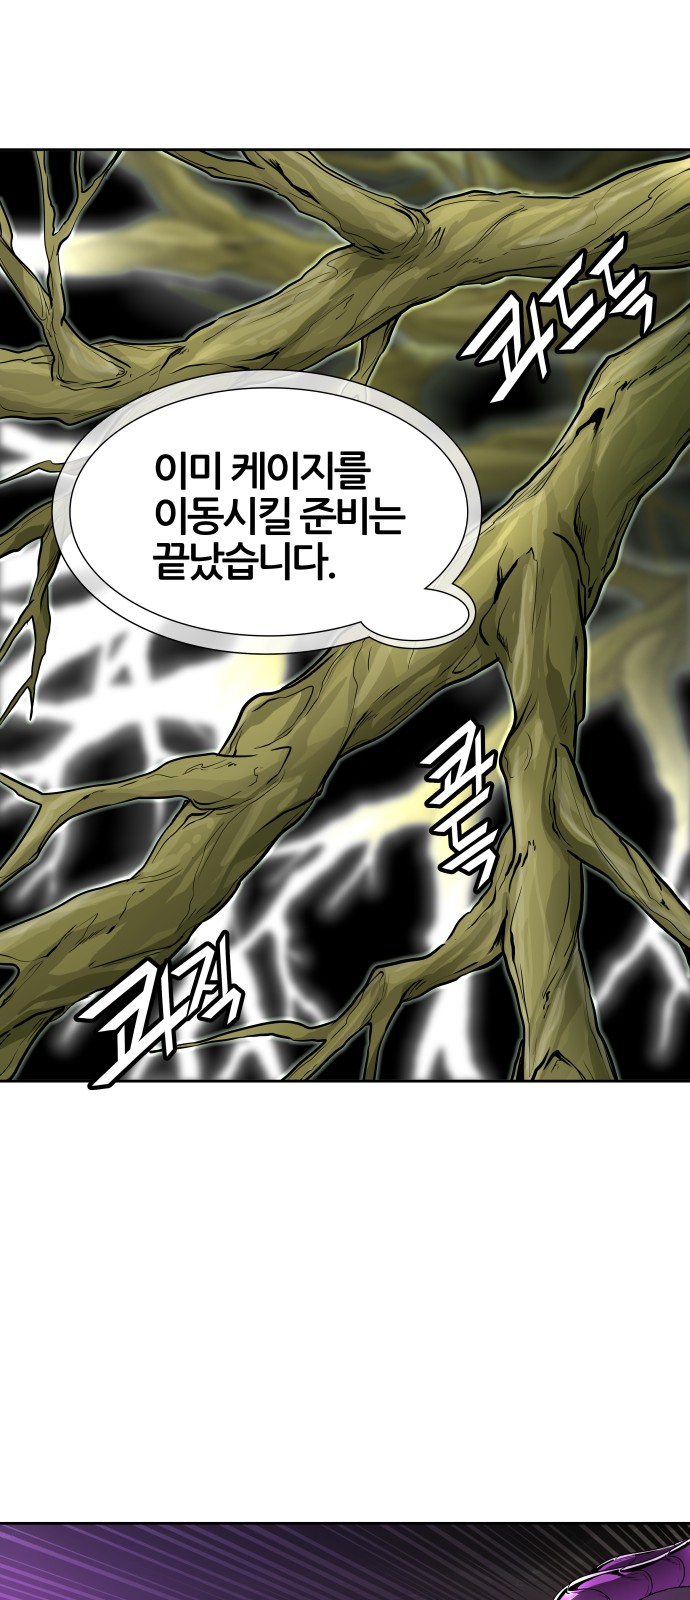 콰드드득
이미 케이지를
이동시킬 준비는
끝났습니다.
콰득
콰직